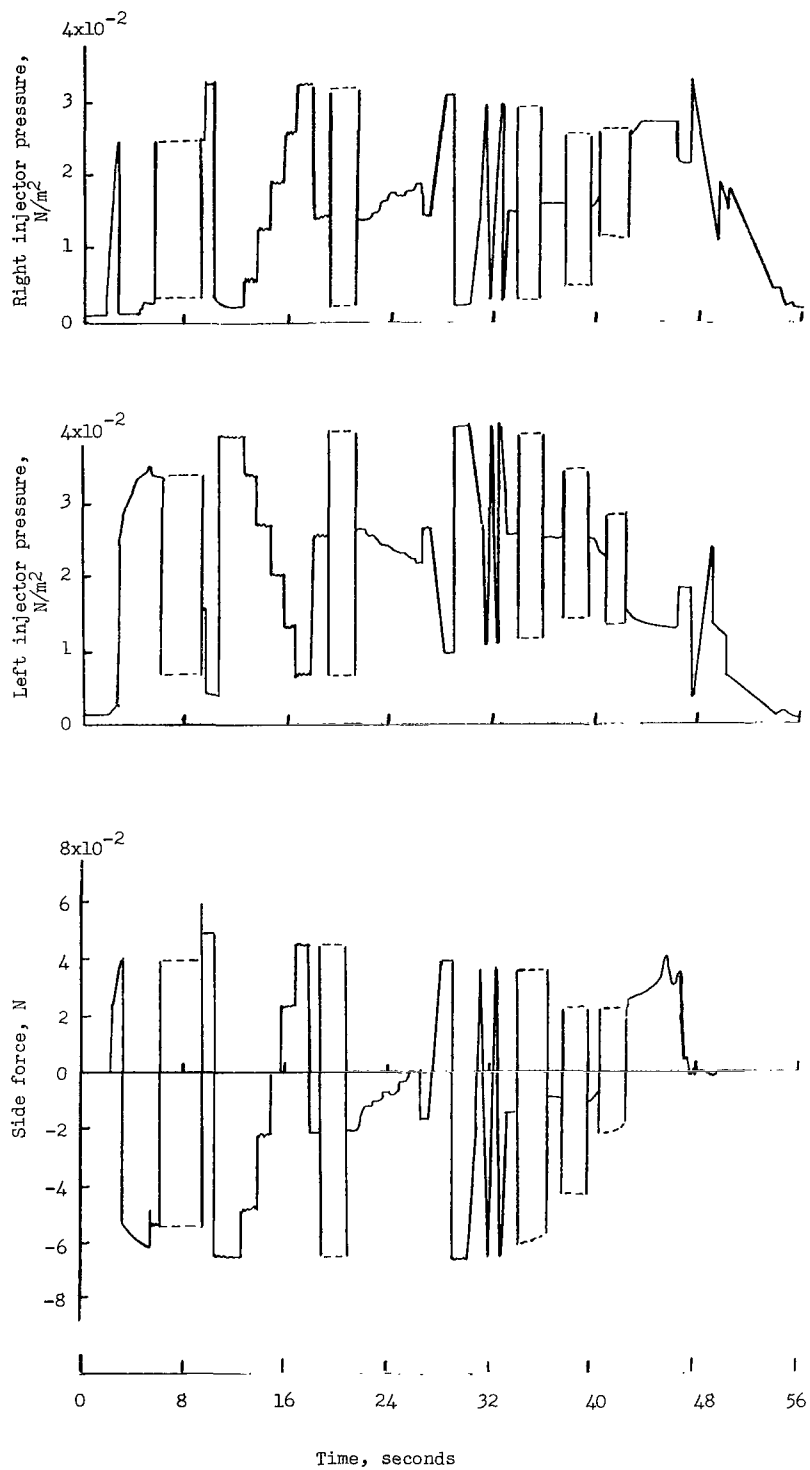 4x10⁻²
Right injector pressure,
N/m²
3
2
1
0
4x10⁻²
Left injector pressure,
N/m²
3
2
1
0
8x10⁻²
Side force, N
6
4
2
0
-2
-4
-6
-8
0 8 16 24 32 40 48 56
Time, seconds